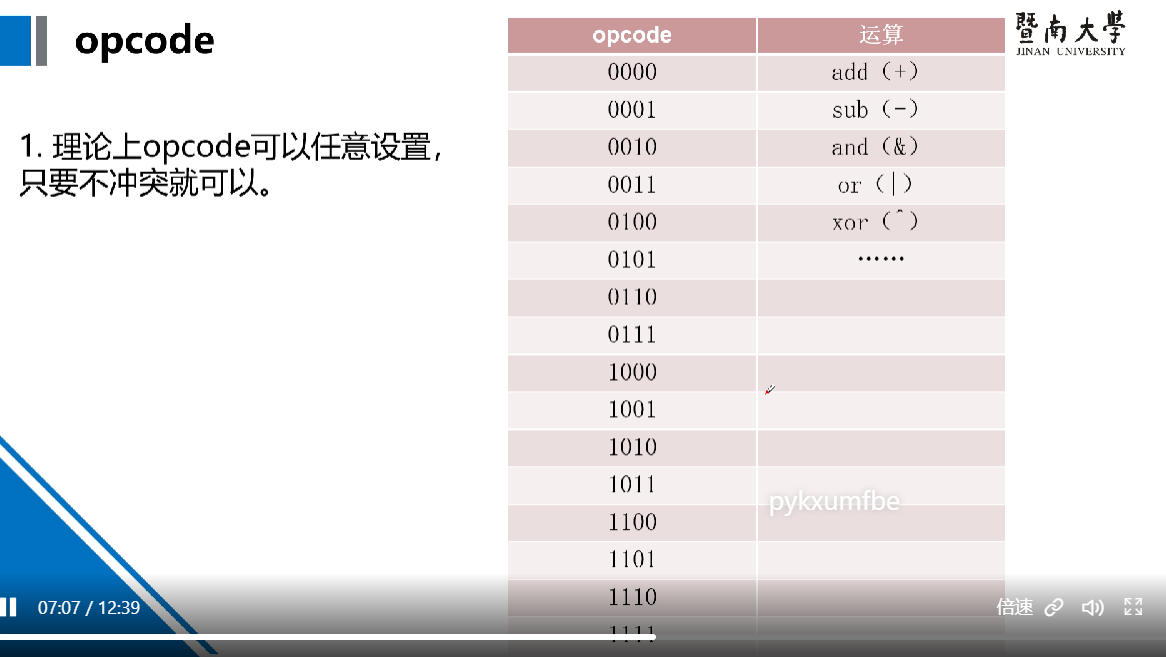 opcode
1. 理论上opcode可以任意设置，
只要不冲突就可以。
opcode 运算
0000 add（+）
0001 sub（-）
0010 and（&）
0011 or（|）
0100 xor（^）
0101 ……
0110
0111
1000
1001
1010
1011
1100
1101
1110
1111
暨南大學
JINAN UNIVERSITY
pykxumfbe
07:07 / 12:39
倍速